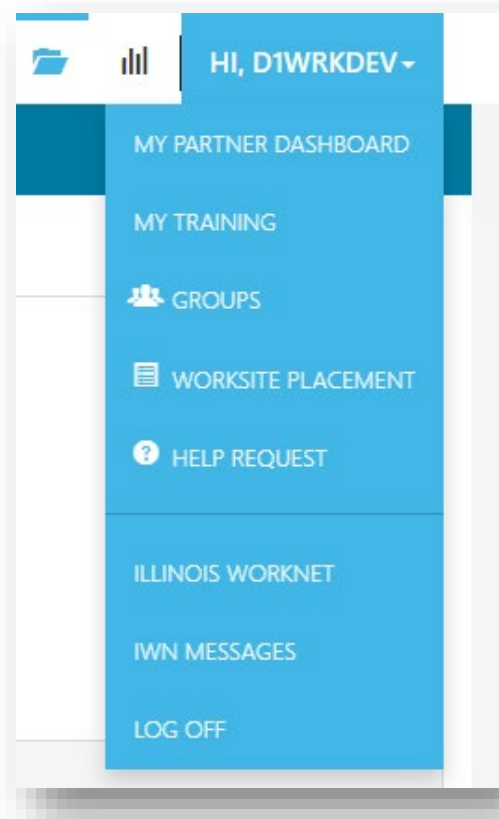 HI, D1WRKDEV
MY PARTNER DASHBOARD
MY TRAINING
GROUPS
WORKSITE PLACEMENT
HELP REQUEST
ILLINOIS WORKNET
IWN MESSAGES
LOG OFF